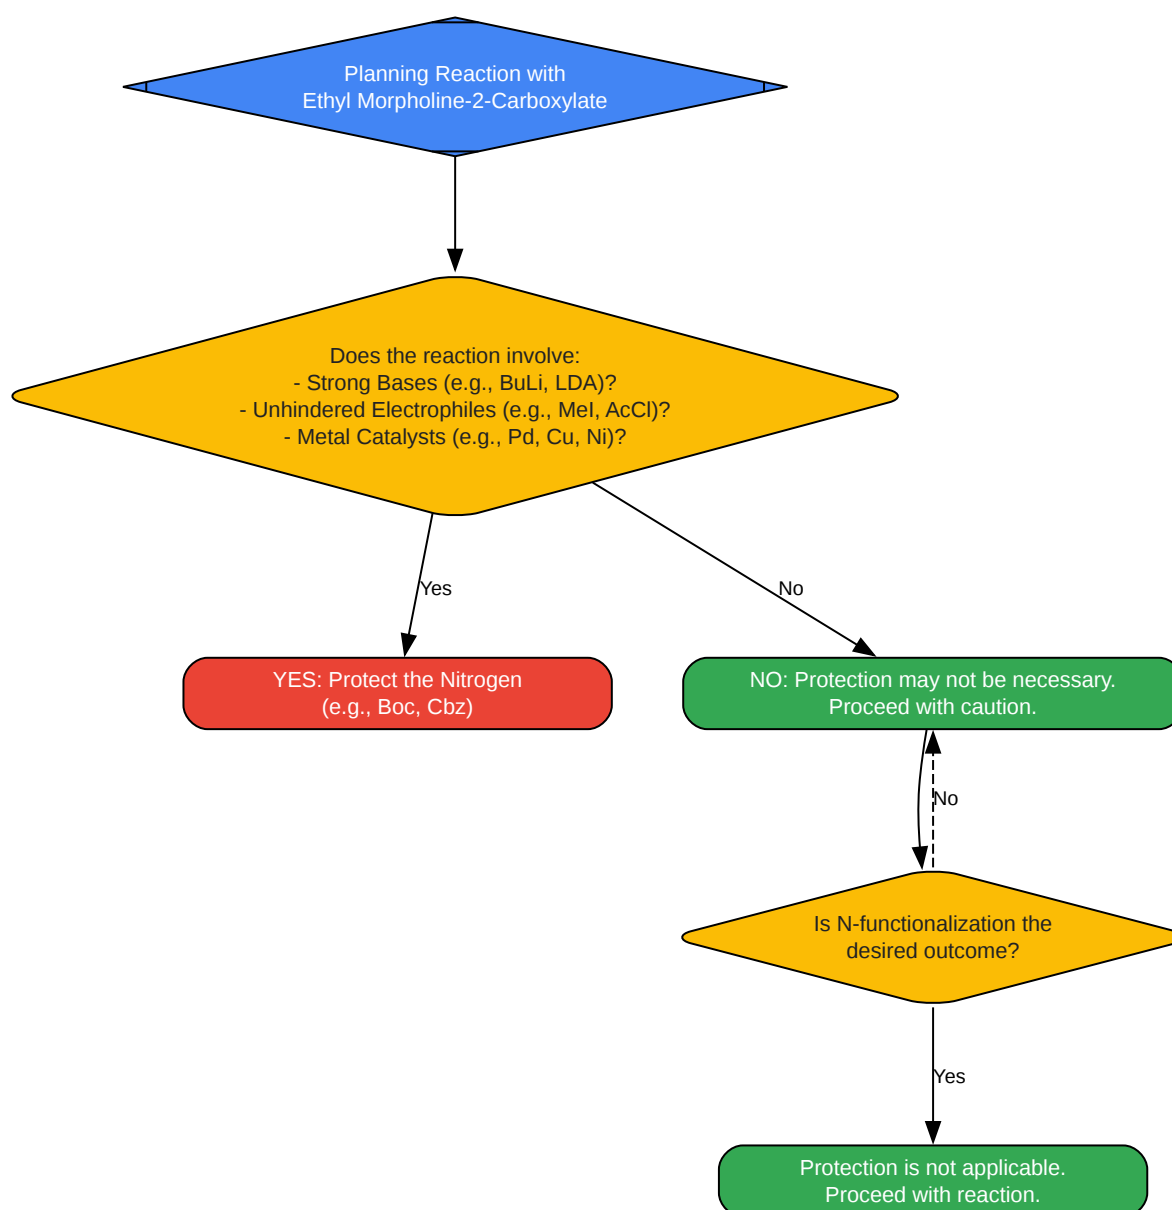 Planning Reaction with
Ethyl Morpholine-2-Carboxylate
Does the reaction involve:
- Strong Bases (e.g., BuLi, LDA)?
- Unhindered Electrophiles (e.g., MeI, AcCl)?
- Metal Catalysts (e.g., Pd, Cu, Ni)?
Yes
No
YES: Protect the Nitrogen
(e.g., Boc, Cbz)
NO: Protection may not be necessary.
Proceed with caution.
No
Is N-functionalization the
desired outcome?
Yes
Protection is not applicable.
Proceed with reaction.